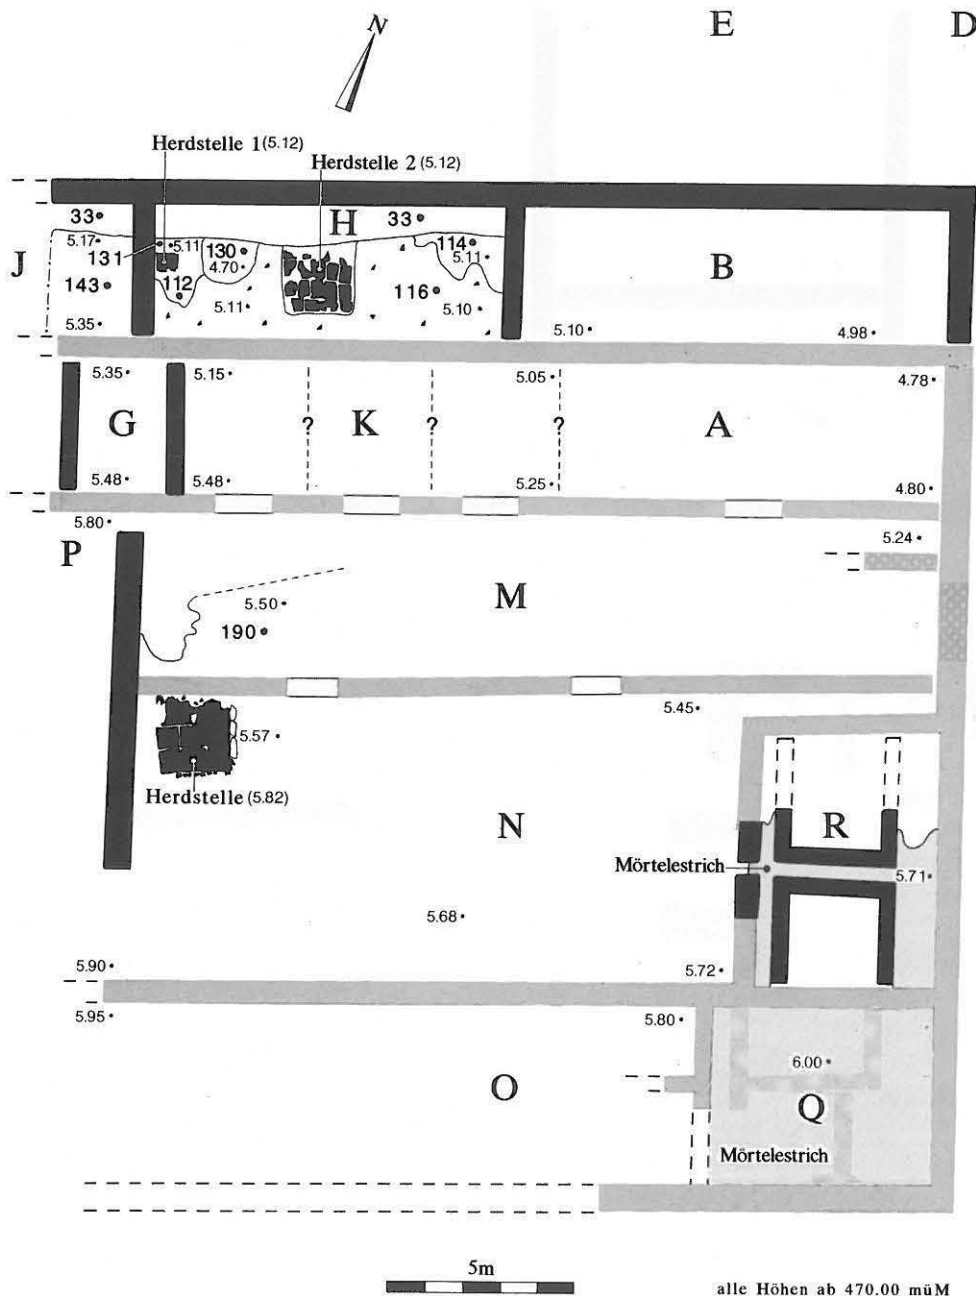 N
E
D
Herdstelle 1 (5.12)
Herdstelle 2 (5.12)
33
H
33
J
5.17
131
5.11
130
4.70
114
5.11
B
143
112
5.11
116
5.10
5.35
5.10
4.98
5.35
5.15
5.05
4.78
G
?
K
?
?
A
5.48
5.48
5.25
4.80
5.80
5.24
P
M
5.50
190
5.45
5.57
Herdstelle (5.82)
N
R
Mörtelestrich
5.71
5.68
5.90
5.72
5.95
5.80
6.00
O
Q
Mörtelestrich
5m
alle Höhen ab 470.00 müM